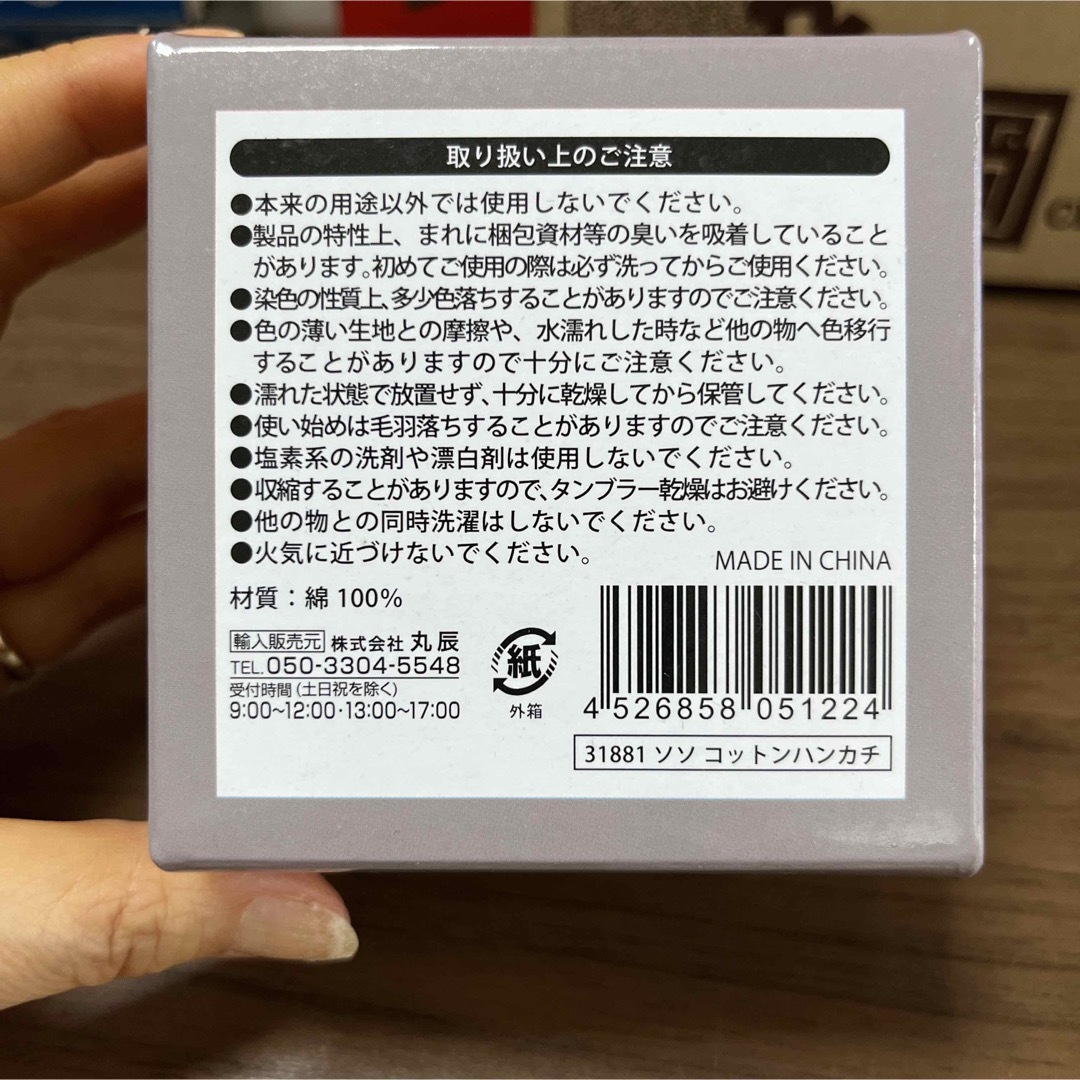 取り扱い上のご注意
●本来の用途以外では使用しないでください。
●製品の特性上、まれに梱包資材等の臭いを吸着していること
があります。初めてご使用の際は必ず洗ってからご使用ください。
●染色の性質上、多少色落ちすることがありますのでご注意ください。
●色の薄い生地との摩擦や、水濡れした時など他の物へ色移行
することがありますので十分にご注意ください。
●濡れた状態で放置せず、十分に乾燥してから保管してください。
●使い始めは毛羽落ちすることがありますのでご注意ください。
●塩素系の洗剤や漂白剤は使用しないでください。
●収縮することがありますので、タンブラー乾燥はお避けください。
●他の物との同時洗濯はしないでください。
●火気に近づけないでください。
MADE IN CHINA
材質：綿 100%
輸入販売元 株式会社 丸辰
TEL.050-3304-5548
受付時間（土日祝を除く）
9:00~12:00・13:00~17:00
紙
外箱
4 526858 051224
31881 ソソ コットンハンカチ